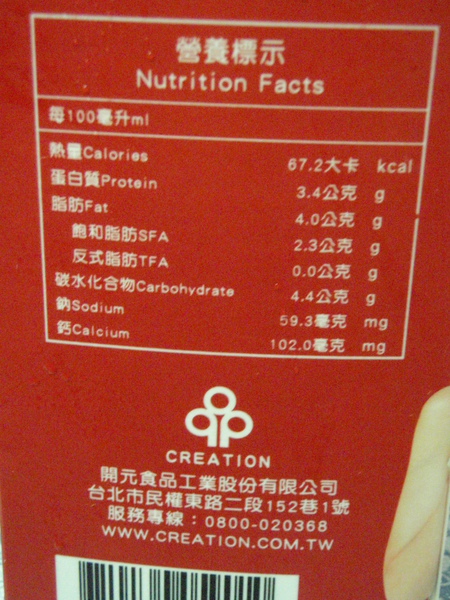 營養標示
Nutrition Facts
每100毫升ml
熱量Calories 67.2大卡 kcal
蛋白質Protein 3.4公克 g
脂肪Fat 4.0公克 g
飽和脂肪SFA 2.3公克 g
反式脂肪TFA 0.0公克 g
碳水化合物Carbohydrate 4.4公克 g
鈉Sodium 59.3毫克 mg
鈣Calcium 102.0毫克 mg
CREATION
開元食品工業股份有限公司
台北市民權東路二段152巷1號
服務專線：0800-020368
WWW.CREATION.COM.TW